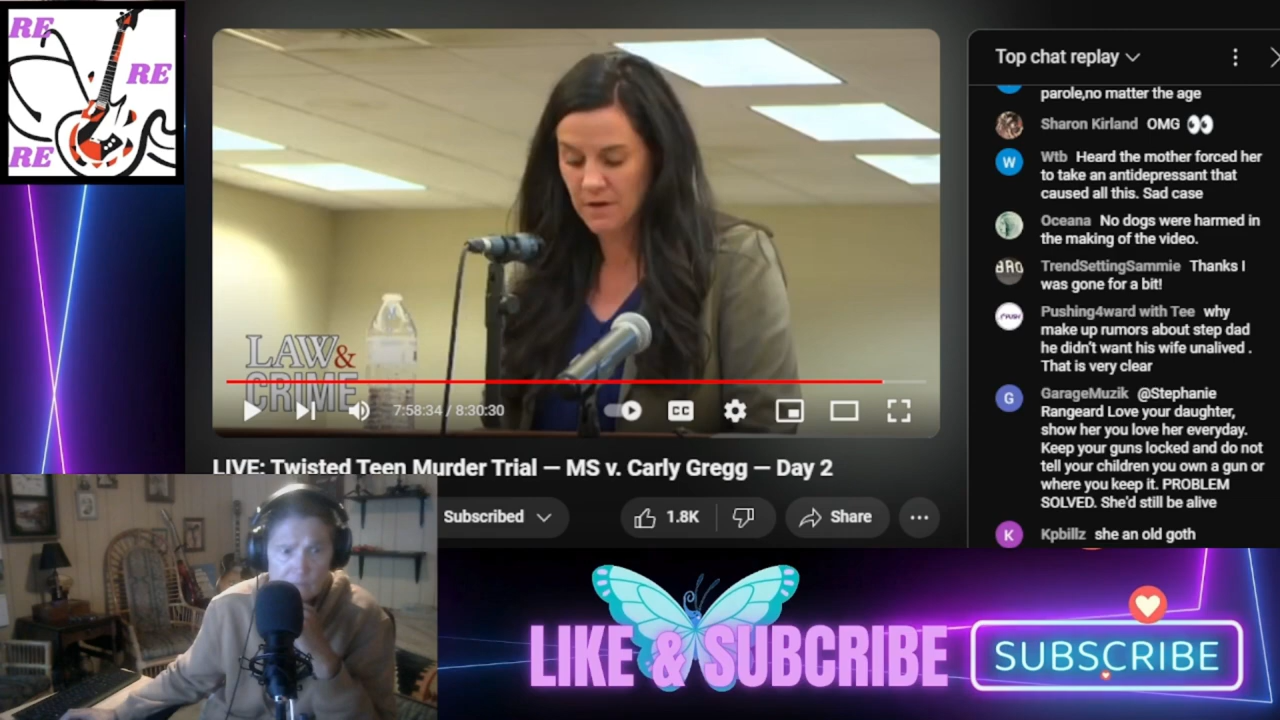 RE
RE
RE
LAW&
CRIME
7:58:34 / 8:30:30
CC
LIVE: Twisted Teen Murder Trial — MS v. Carly Gregg — Day 2
Subscribed
1.8K
Share
Top chat replay
parole,no matter the age
Sharon Kirland OMG 👀
W
Wtb Heard the mother forced her
to take an antidepressant that
caused all this. Sad case
Oceana No dogs were harmed in
the making of the video.
BRO
TrendSettingSammie Thanks I
was gone for a bit!
Pushing4ward with Tee why
make up rumors about step dad
he didn't want his wife unalived .
That is very clear
G
GarageMuzik @Stephanie
Rangeard Love your daughter,
show her you love her everyday.
Keep your guns locked and do not
tell your children you own a gun or
where you keep it. PROBLEM
SOLVED. She'd still be alive
K
Kpbillz she an old goth
LIKE & SUBCRIBE
SUBSCRIBE